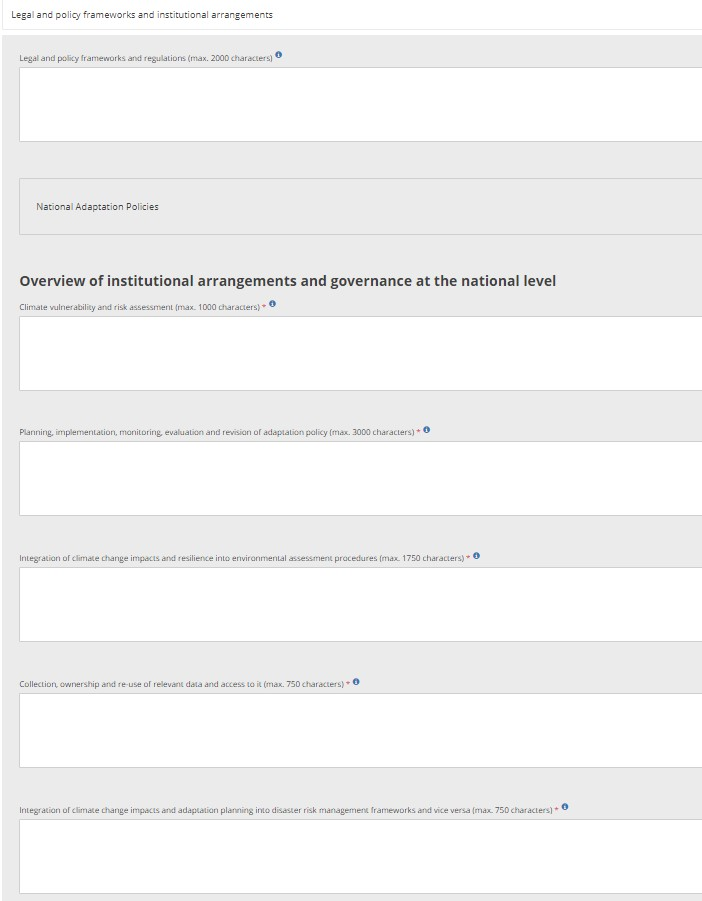 Legal and policy frameworks and institutional arrangements
Legal and policy frameworks and regulations (max. 2000 characters)
National Adaptation Policies
Overview of institutional arrangements and governance at the national level
Climate vulnerability and risk assessment (max. 1000 characters) *
Planning, implementation, monitoring, evaluation and revision of adaptation policy (max. 3000 characters) *
Integration of climate change impacts and resilience into environmental assessment procedures (max. 1750 characters) *
Collection, ownership and re-use of relevant data and access to it (max. 750 characters) *
Integration of climate change impacts and adaptation planning into disaster risk management frameworks and vice versa (max. 750 characters) *